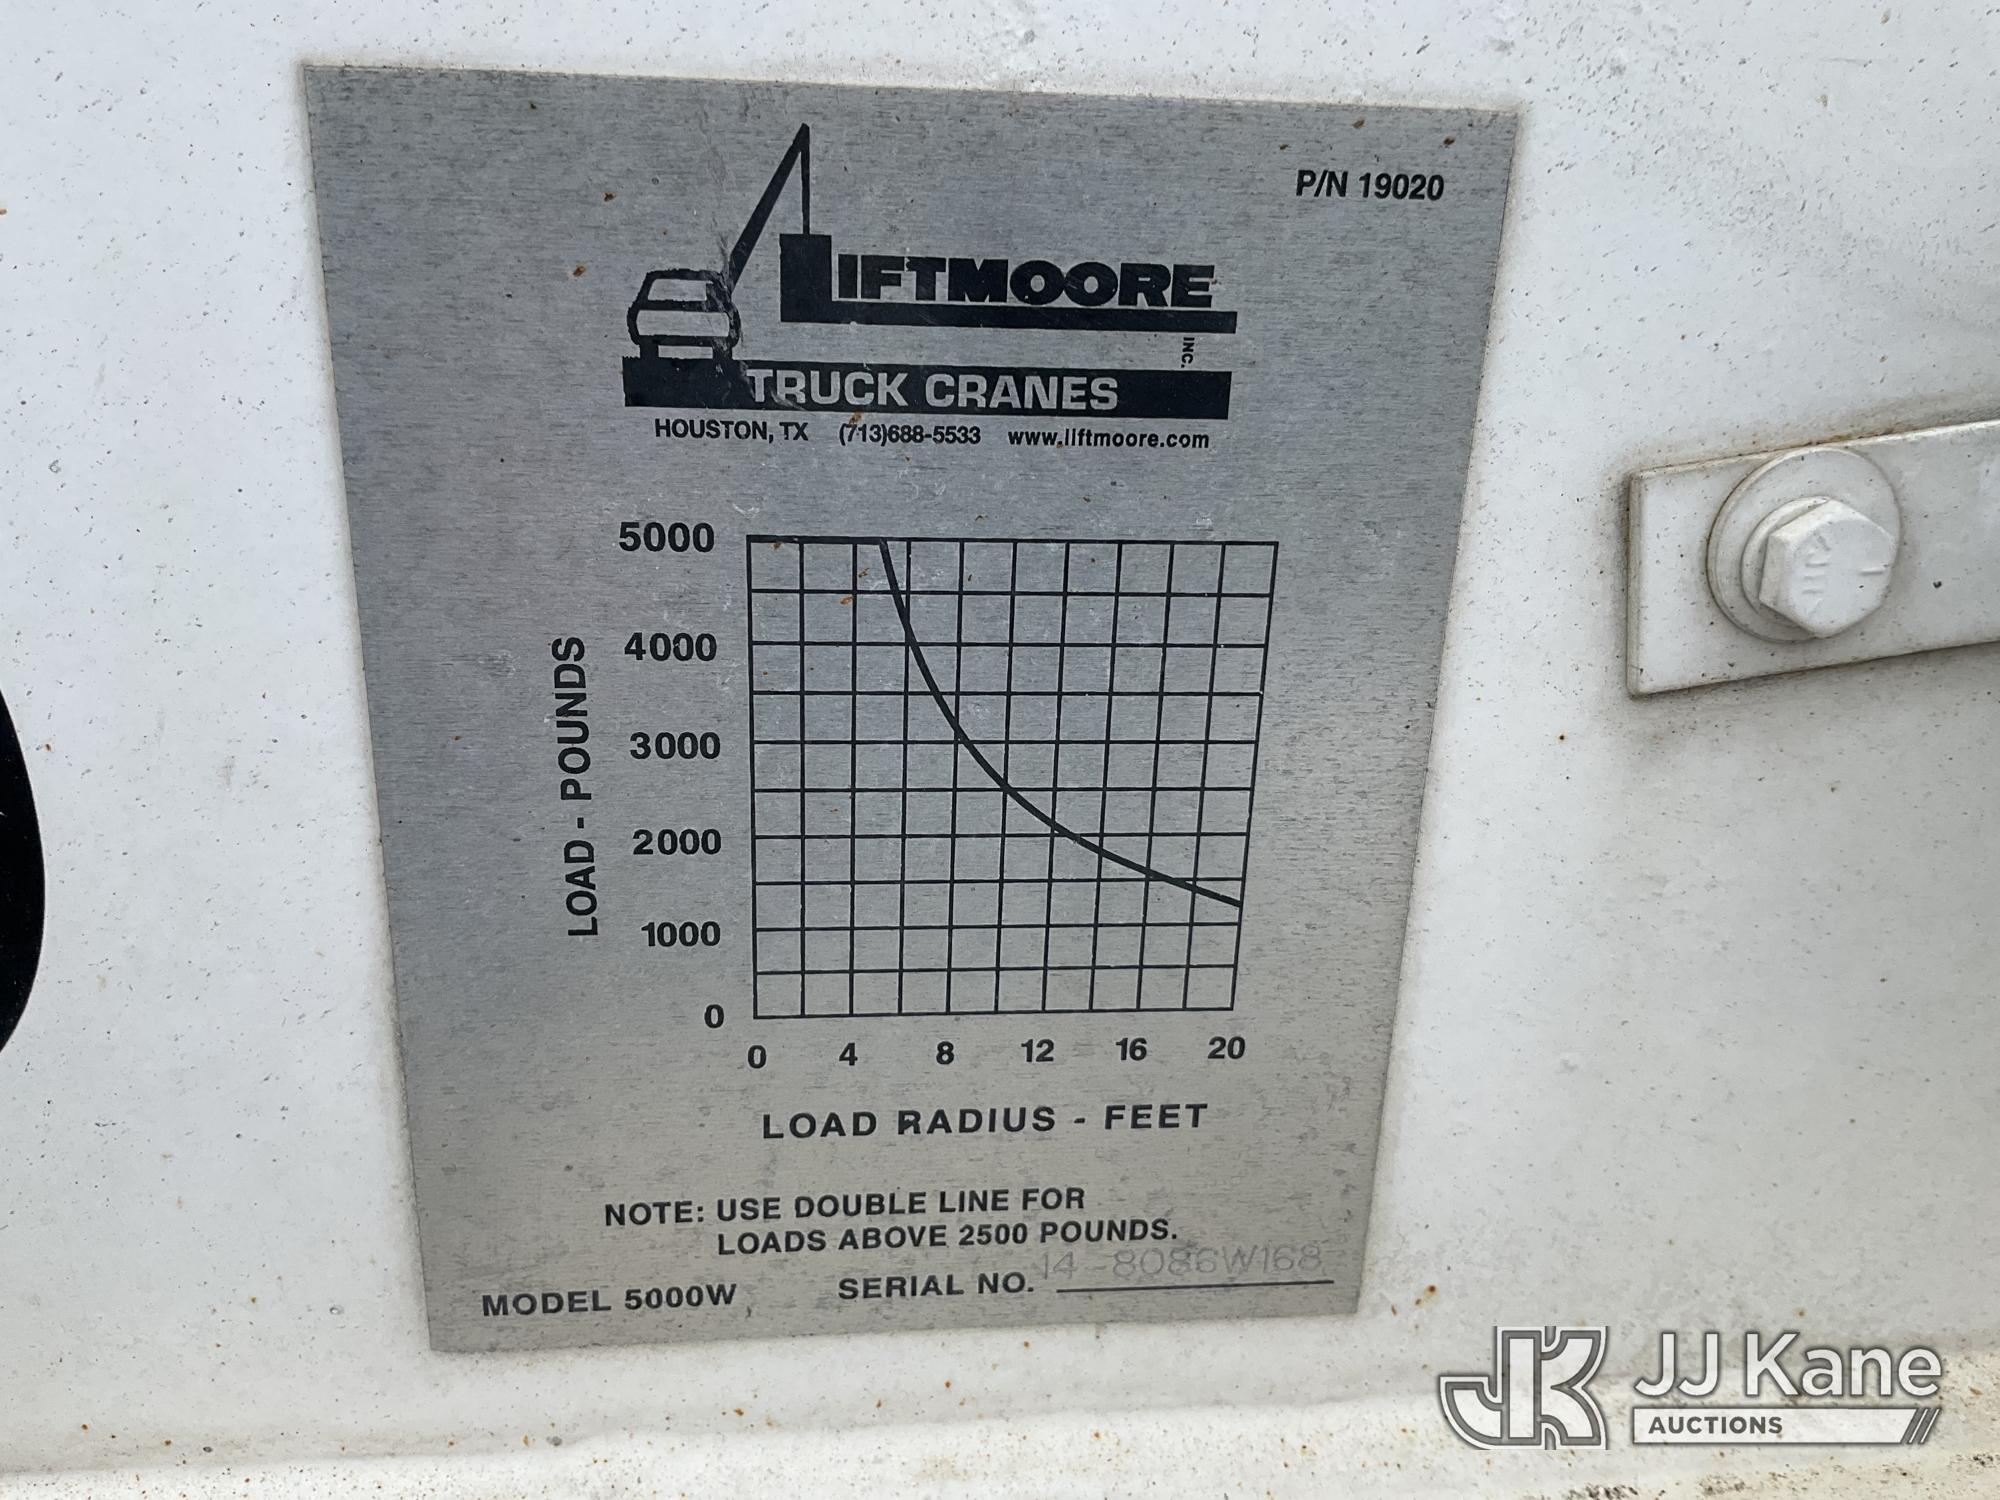 P/N 19020
LIFTMOORE
INC.
TRUCK CRANES
HOUSTON, TX (713)688-5533 www.liftmoore.com
LOAD - POUNDS
5000
4000
3000
2000
1000
0
0 4 8 12 16 20
LOAD RADIUS - FEET
NOTE: USE DOUBLE LINE FOR
LOADS ABOVE 2500 POUNDS.
MODEL 5000W SERIAL NO. 14-8086W168
JK JJ Kane
AUCTIONS